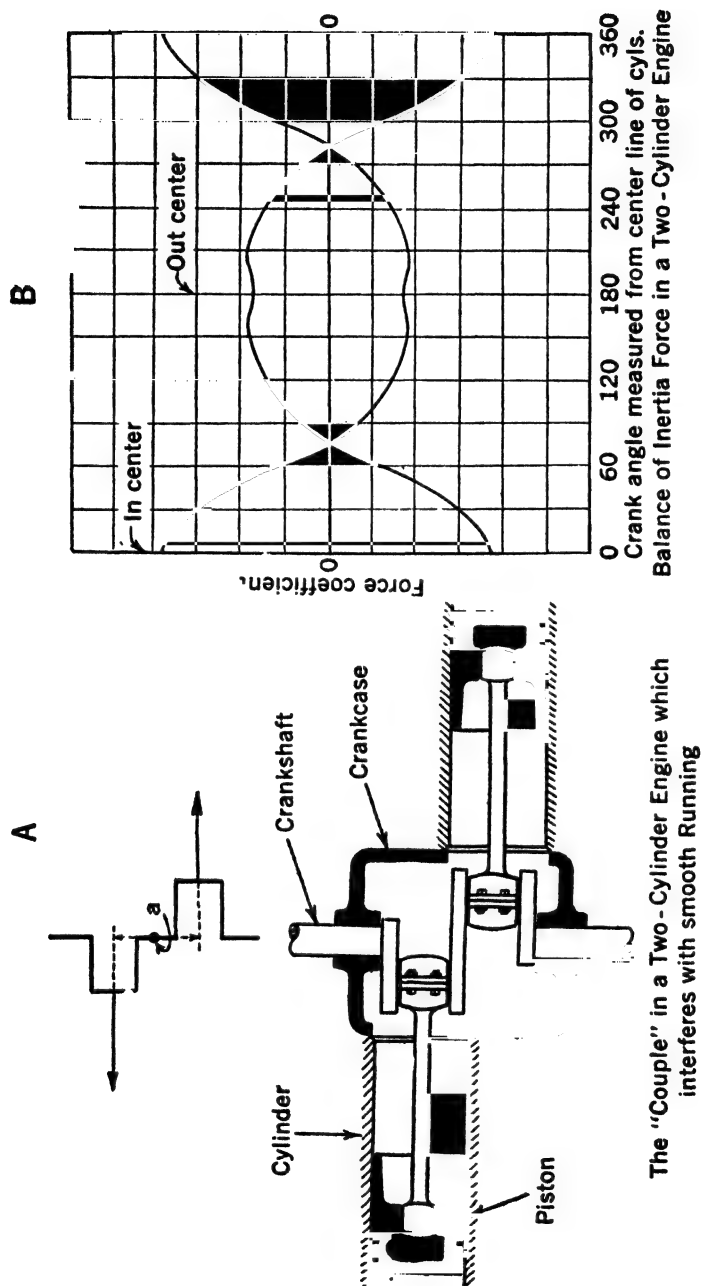 A
a
Crankshaft
Crankcase
Cylinder
Piston
The "Couple" in a Two-Cylinder Engine which
interferes with smooth Running
B
In center
Out center
0
0
Force coefficien.
0 60 120 180 240 300 360
Crank angle measured from center line of cyls.
Balance of Inertia Force in a Two-Cylinder Engine